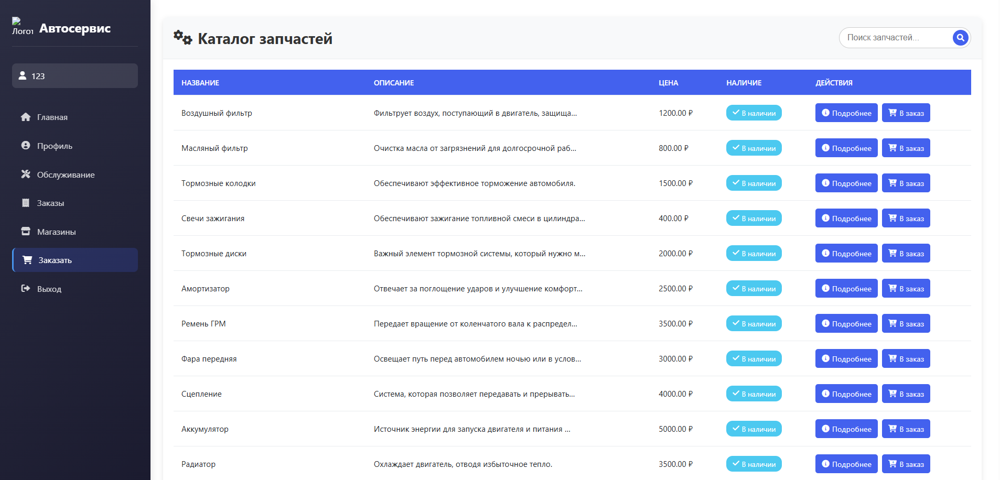 Логот Автосервис
123
Главная
Профиль
Обслуживание
Заказы
Магазины
Заказать
Выход
Каталог запчастей
Поиск запчастей...
НАЗВАНИЕ ОПИСАНИЕ ЦЕНА НАЛИЧИЕ ДЕЙСТВИЯ
Воздушный фильтр Фильтрует воздух, поступающий в двигатель, защища... 1200.00 ₽ В наличии Подробнее В заказ
Масляный фильтр Очистка масла от загрязнений для долгосрочной раб... 800.00 ₽ В наличии Подробнее В заказ
Тормозные колодки Обеспечивают эффективное торможение автомобиля. 1500.00 ₽ В наличии Подробнее В заказ
Свечи зажигания Обеспечивают зажигание топливной смеси в цилиндра... 400.00 ₽ В наличии Подробнее В заказ
Тормозные диски Важный элемент тормозной системы, который нужно м... 2000.00 ₽ В наличии Подробнее В заказ
Амортизатор Отвечает за поглощение ударов и улучшение комфорт... 2500.00 ₽ В наличии Подробнее В заказ
Ремень ГРМ Передает вращение от коленчатого вала к распредел... 3500.00 ₽ В наличии Подробнее В заказ
Фара передняя Освещает путь перед автомобилем ночью или в услов... 3000.00 ₽ В наличии Подробнее В заказ
Сцепление Система, которая позволяет передавать и прерывать... 4000.00 ₽ В наличии Подробнее В заказ
Аккумулятор Источник энергии для запуска двигателя и питания ... 5000.00 ₽ В наличии Подробнее В заказ
Радиатор Охлаждает двигатель, отводя избыточное тепло. 3500.00 ₽ В наличии Подробнее В заказ